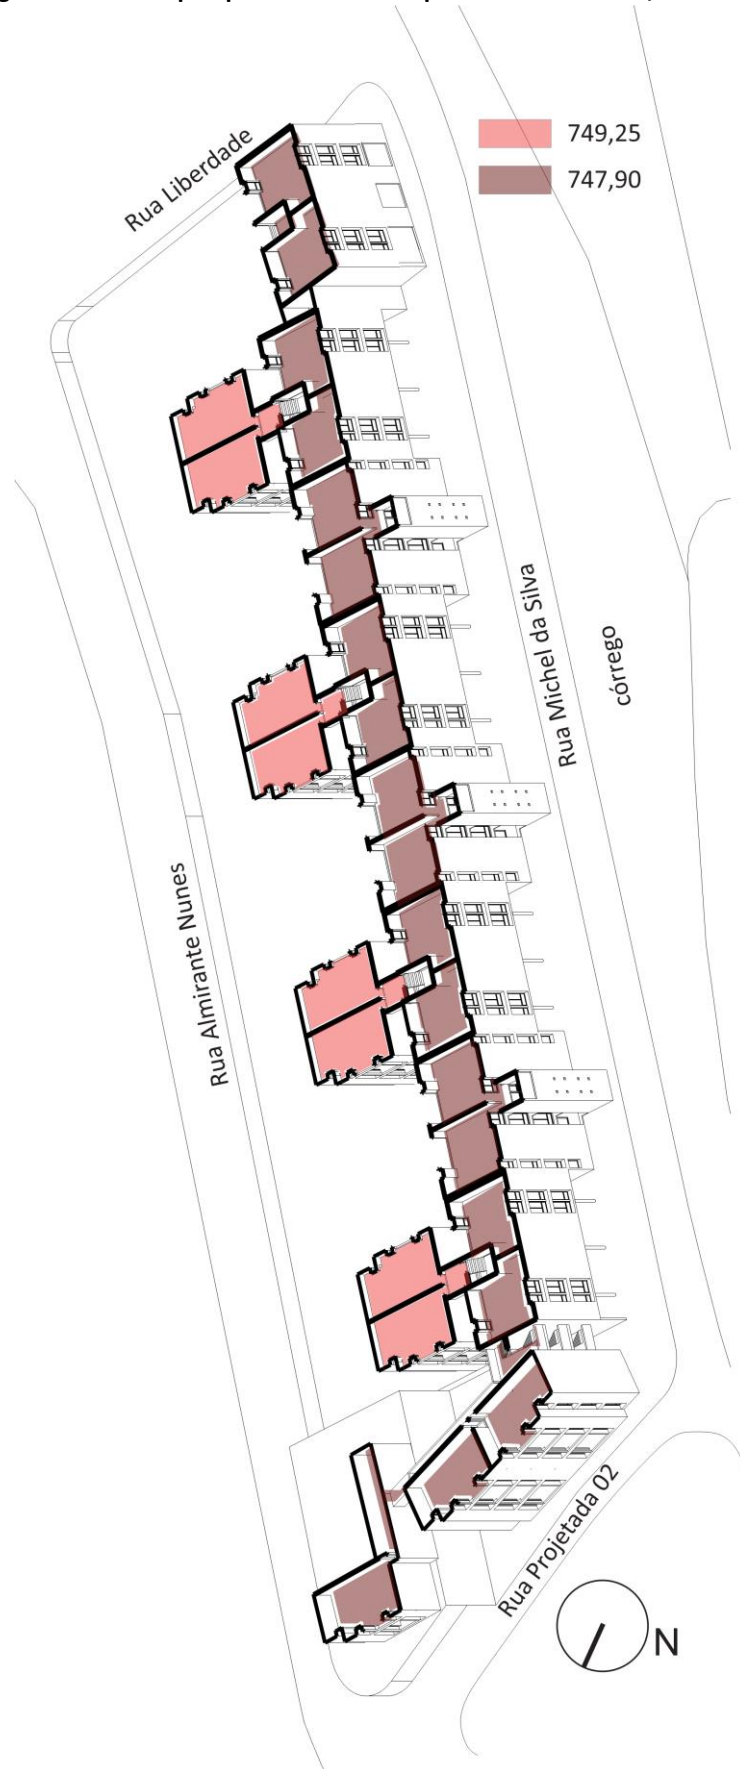 749,25
Rua Liberdade
747,90
Rua Michel da Silva
córrego
Rua Almirante Nunes
Rua Projetada 02
N